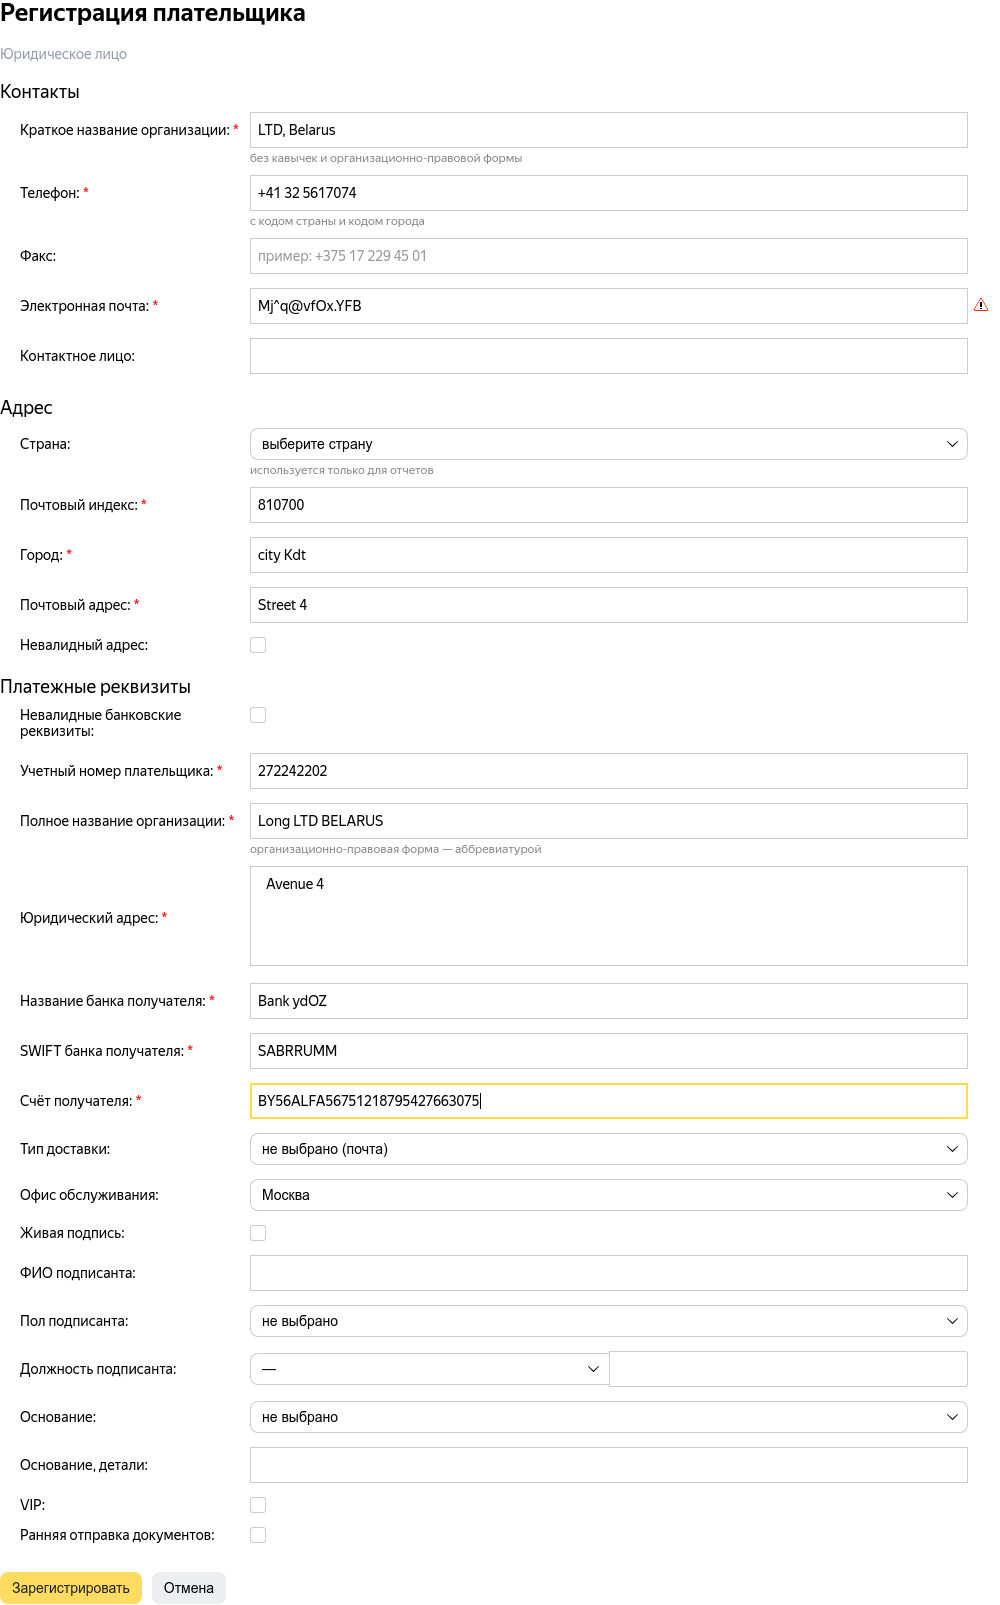 Регистрация плательщика
Юридическое лицо
Контакты
Краткое название организации: * LTD, Belarus
без кавычек и организационно-правовой формы
Телефон: * +41 32 5617074
с кодом страны и кодом города
Факс: пример: +375 17 229 45 01
Электронная почта: * Mj^q@vfOx.YFB
Контактное лицо:
Адрес
Страна: выберите страну
используется только для отчетов
Почтовый индекс: * 810700
Город: * city Kdt
Почтовый адрес: * Street 4
Невалидный адрес:
Платежные реквизиты
Невалидные банковские
реквизиты:
Учетный номер плательщика: * 272242202
Полное название организации: * Long LTD BELARUS
организационно-правовая форма — аббревиатурой
Юридический адрес: * Avenue 4
Название банка получателя: * Bank ydOZ
SWIFT банка получателя: * SABRRUMM
Счёт получателя: * BY56ALFA56751218795427663075
Тип доставки: не выбрано (почта)
Офис обслуживания: Москва
Живая подпись:
ФИО подписанта:
Пол подписанта: не выбрано
Должность подписанта: —
Основание: не выбрано
Основание, детали:
VIP:
Ранняя отправка документов:
Зарегистрировать Отмена